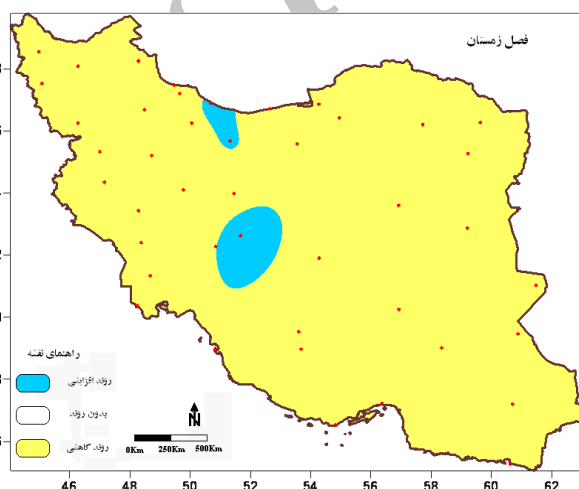 فصل زمستان
راهنمای نقشه
روند افزایشی
بدون روند
روند کاهشی
N
0Km 250Km 500Km
46 48 50 52 54 56 58 60 62